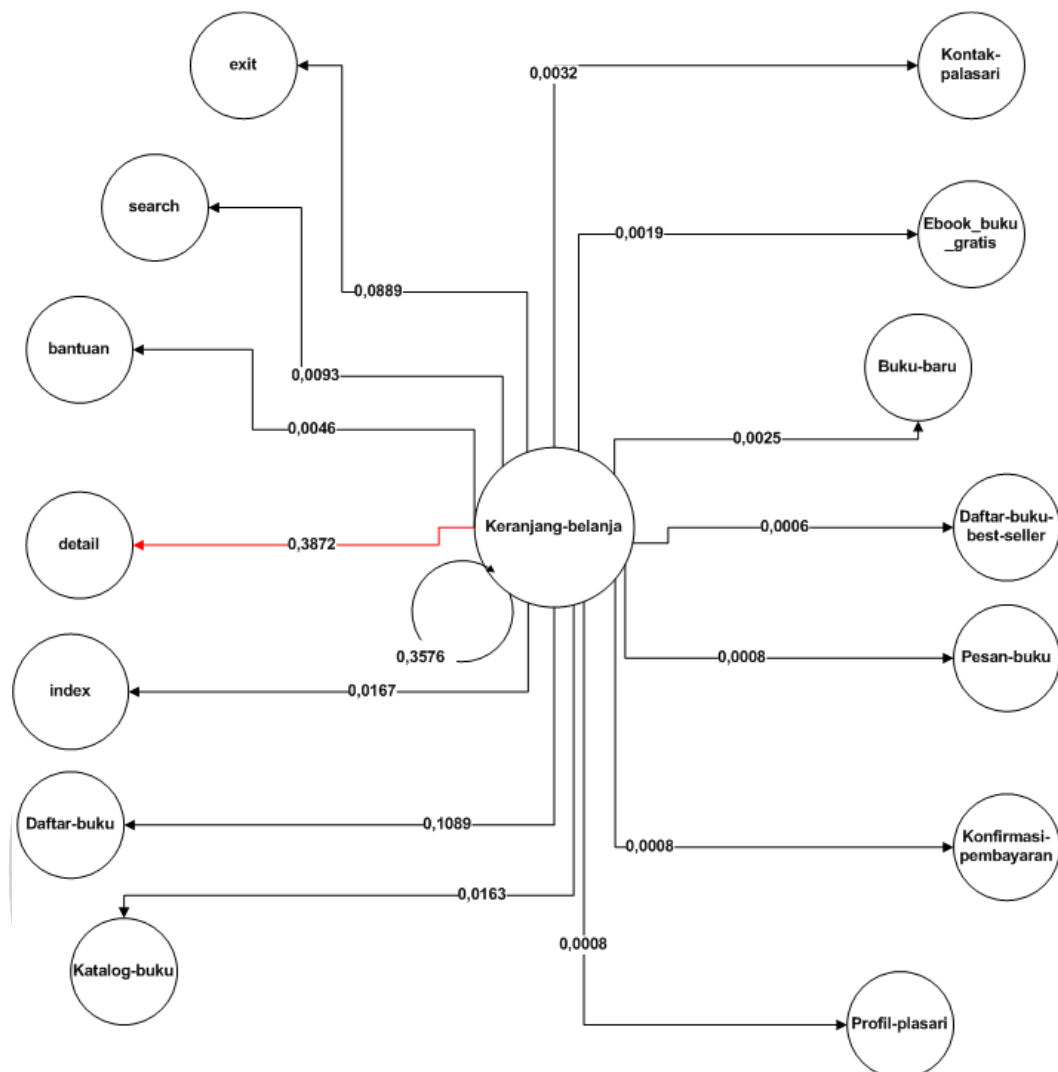 exit
Kontak-
palasari
0,0032
search
Ebook_buku
_gratis
0,0019
0,0889
bantuan
Buku-baru
0,0093
0,0046
0,0025
Keranjang-belanja
Daftar-buku-
best-seller
0,0006
detail
0,3872
0,3576
Pesan-buku
0,0008
index
0,0167
Daftar-buku
0,1089
Konfirmasi-
pembayaran
0,0008
0,0163
Katalog-buku
0,0008
Profil-plasari